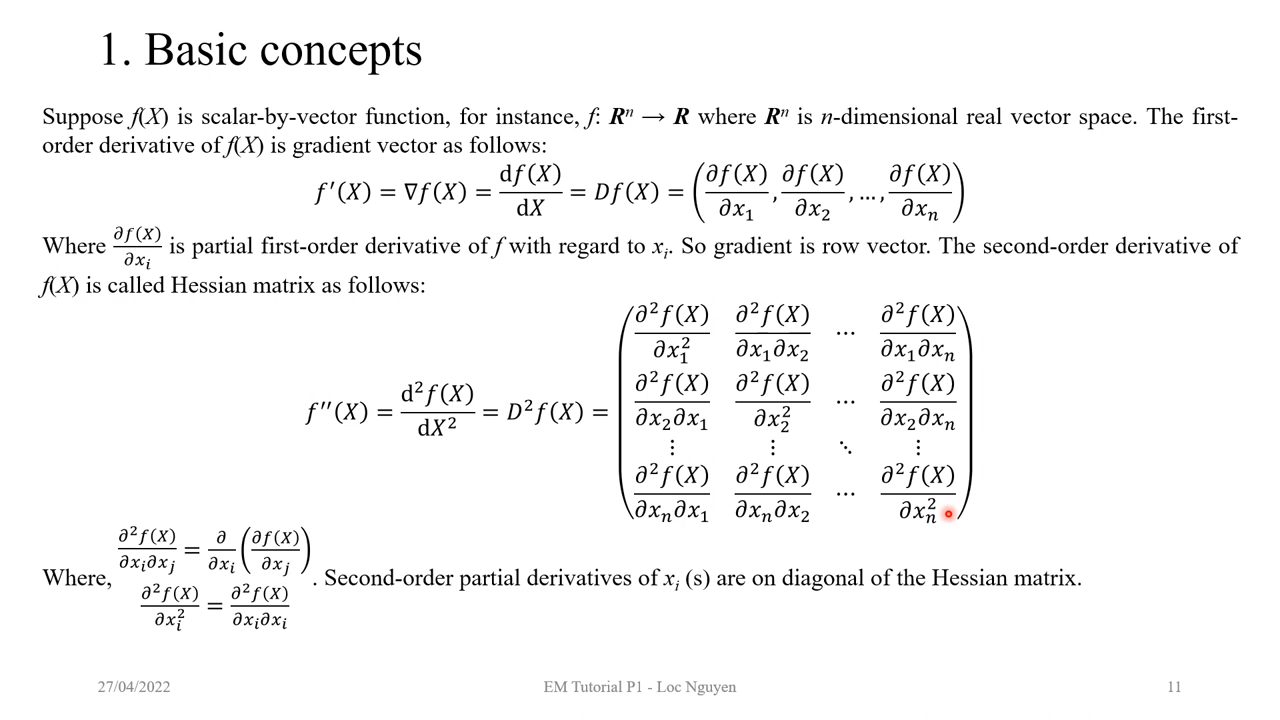 1. Basic concepts
Suppose f(X) is scalar-by-vector function, for instance, f: Rⁿ → R where Rⁿ is n-dimensional real vector space. The first-
order derivative of f(X) is gradient vector as follows:
f′(X) = ∇f(X) = df(X)/dX = Df(X) = (∂f(X)/∂x₁, ∂f(X)/∂x₂, …, ∂f(X)/∂xₙ)
Where ∂f(X)/∂xᵢ is partial first-order derivative of f with regard to xᵢ. So gradient is row vector. The second-order derivative of
f(X) is called Hessian matrix as follows:
f″(X) = d²f(X)/dX² = D²f(X) =
(∂²f(X)/∂x₁² ∂²f(X)/∂x₁∂x₂ ⋯ ∂²f(X)/∂x₁∂xₙ
∂²f(X)/∂x₂∂x₁ ∂²f(X)/∂x₂² ⋯ ∂²f(X)/∂x₂∂xₙ
⋮ ⋮ ⋱ ⋮
∂²f(X)/∂xₙ∂x₁ ∂²f(X)/∂xₙ∂x₂ ⋯ ∂²f(X)/∂xₙ²)
Where, ∂²f(X)/∂xᵢ∂xⱼ = ∂/∂xᵢ (∂f(X)/∂xⱼ)
∂²f(X)/∂xᵢ² = ∂²f(X)/∂xᵢ∂xᵢ
. Second-order partial derivatives of xᵢ (s) are on diagonal of the Hessian matrix.
27/04/2022
EM Tutorial P1 - Loc Nguyen
11